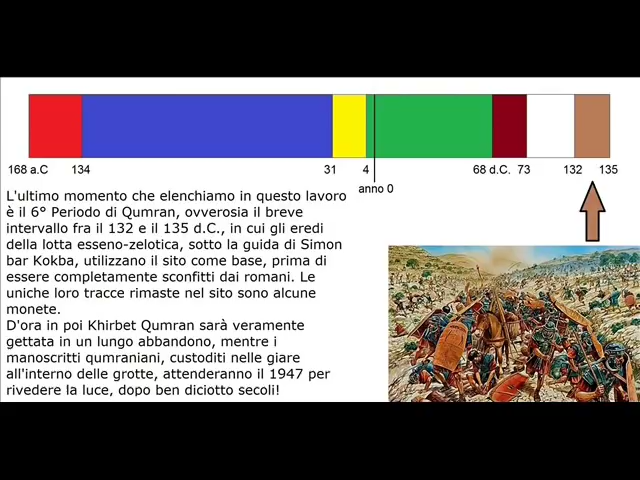 168 a.C 134 31 4 68 d.C. 73 132 135
anno 0
L'ultimo momento che elenchiamo in questo lavoro
è il 6° Periodo di Qumran, ovverosia il breve
intervallo fra il 132 e il 135 d.C., in cui gli eredi
della lotta esseno-zelotica, sotto la guida di Simon
bar Kokba, utilizzano il sito come base, prima di
essere completamente sconfitti dai romani. Le
uniche loro tracce rimaste nel sito sono alcune
monete.
D'ora in poi Khirbet Qumran sarà veramente
gettata in un lungo abbandono, mentre i
manoscritti qumraniani, custoditi nelle giare
all'interno delle grotte, attenderanno il 1947 per
rivedere la luce, dopo ben diciotto secoli!